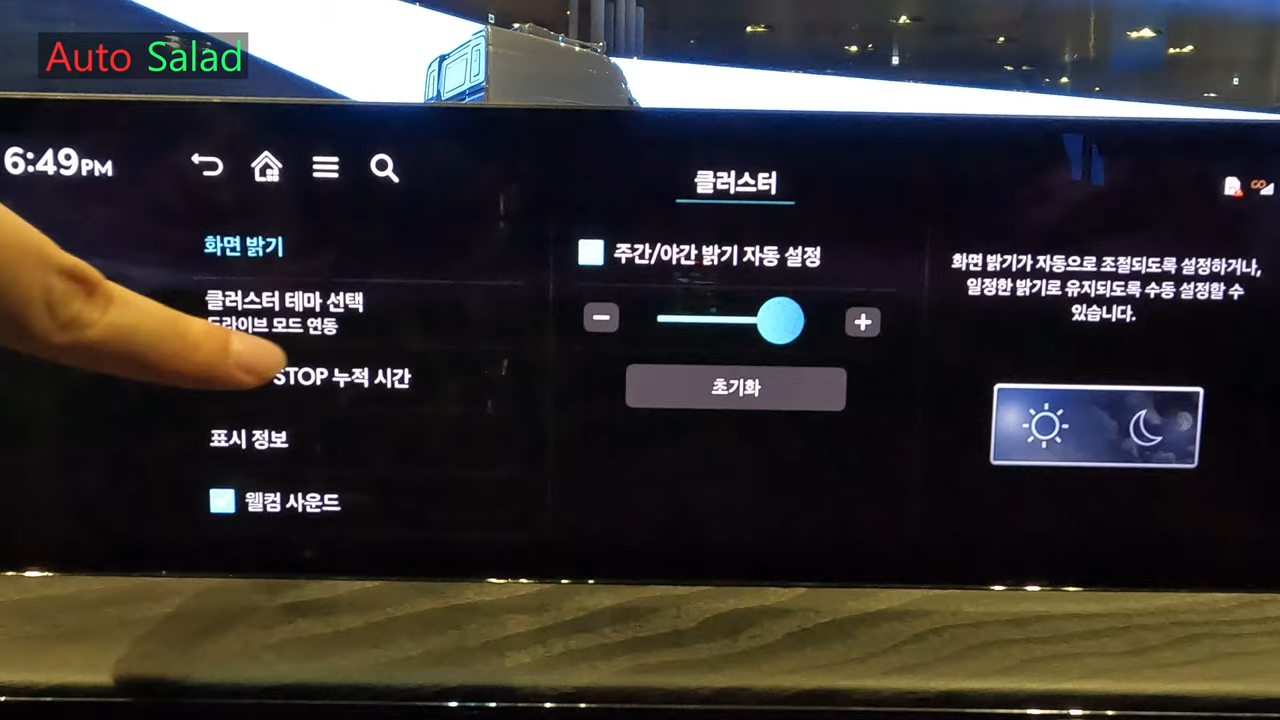 Auto Salad
6:49PM
클러스터
화면 밝기
클러스터 테마 선택
드라이브 모드 연동
STOP 누적 시간
표시 정보
웰컴 사운드
주간/야간 밝기 자동 설정
초기화
화면 밝기가 자동으로 조절되도록 설정하거나,
일정한 밝기로 유지되도록 수동 설정할 수
있습니다.